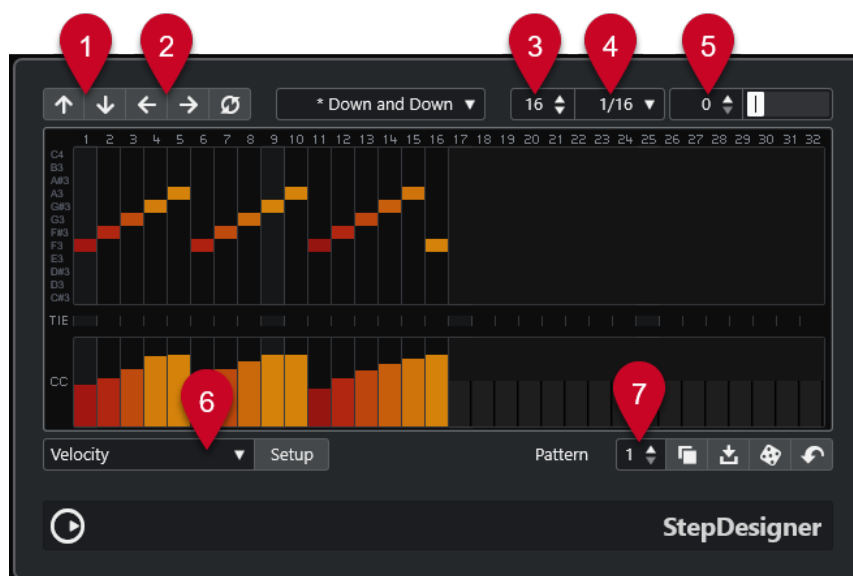 1 2 3 4 5
* Down and Down 16 1/16 0
1 2 3 4 5 6 7 8 9 10 11 12 13 14 15 16 17 18 19 20 21 22 23 24 25 26 27 28 29 30 31 32
C4
B3
A#3
A3
G#3
G3
F#3
F3
E3
D#3
D3
C#3
TIE
CC
6 7
Velocity Setup Pattern 1
StepDesigner